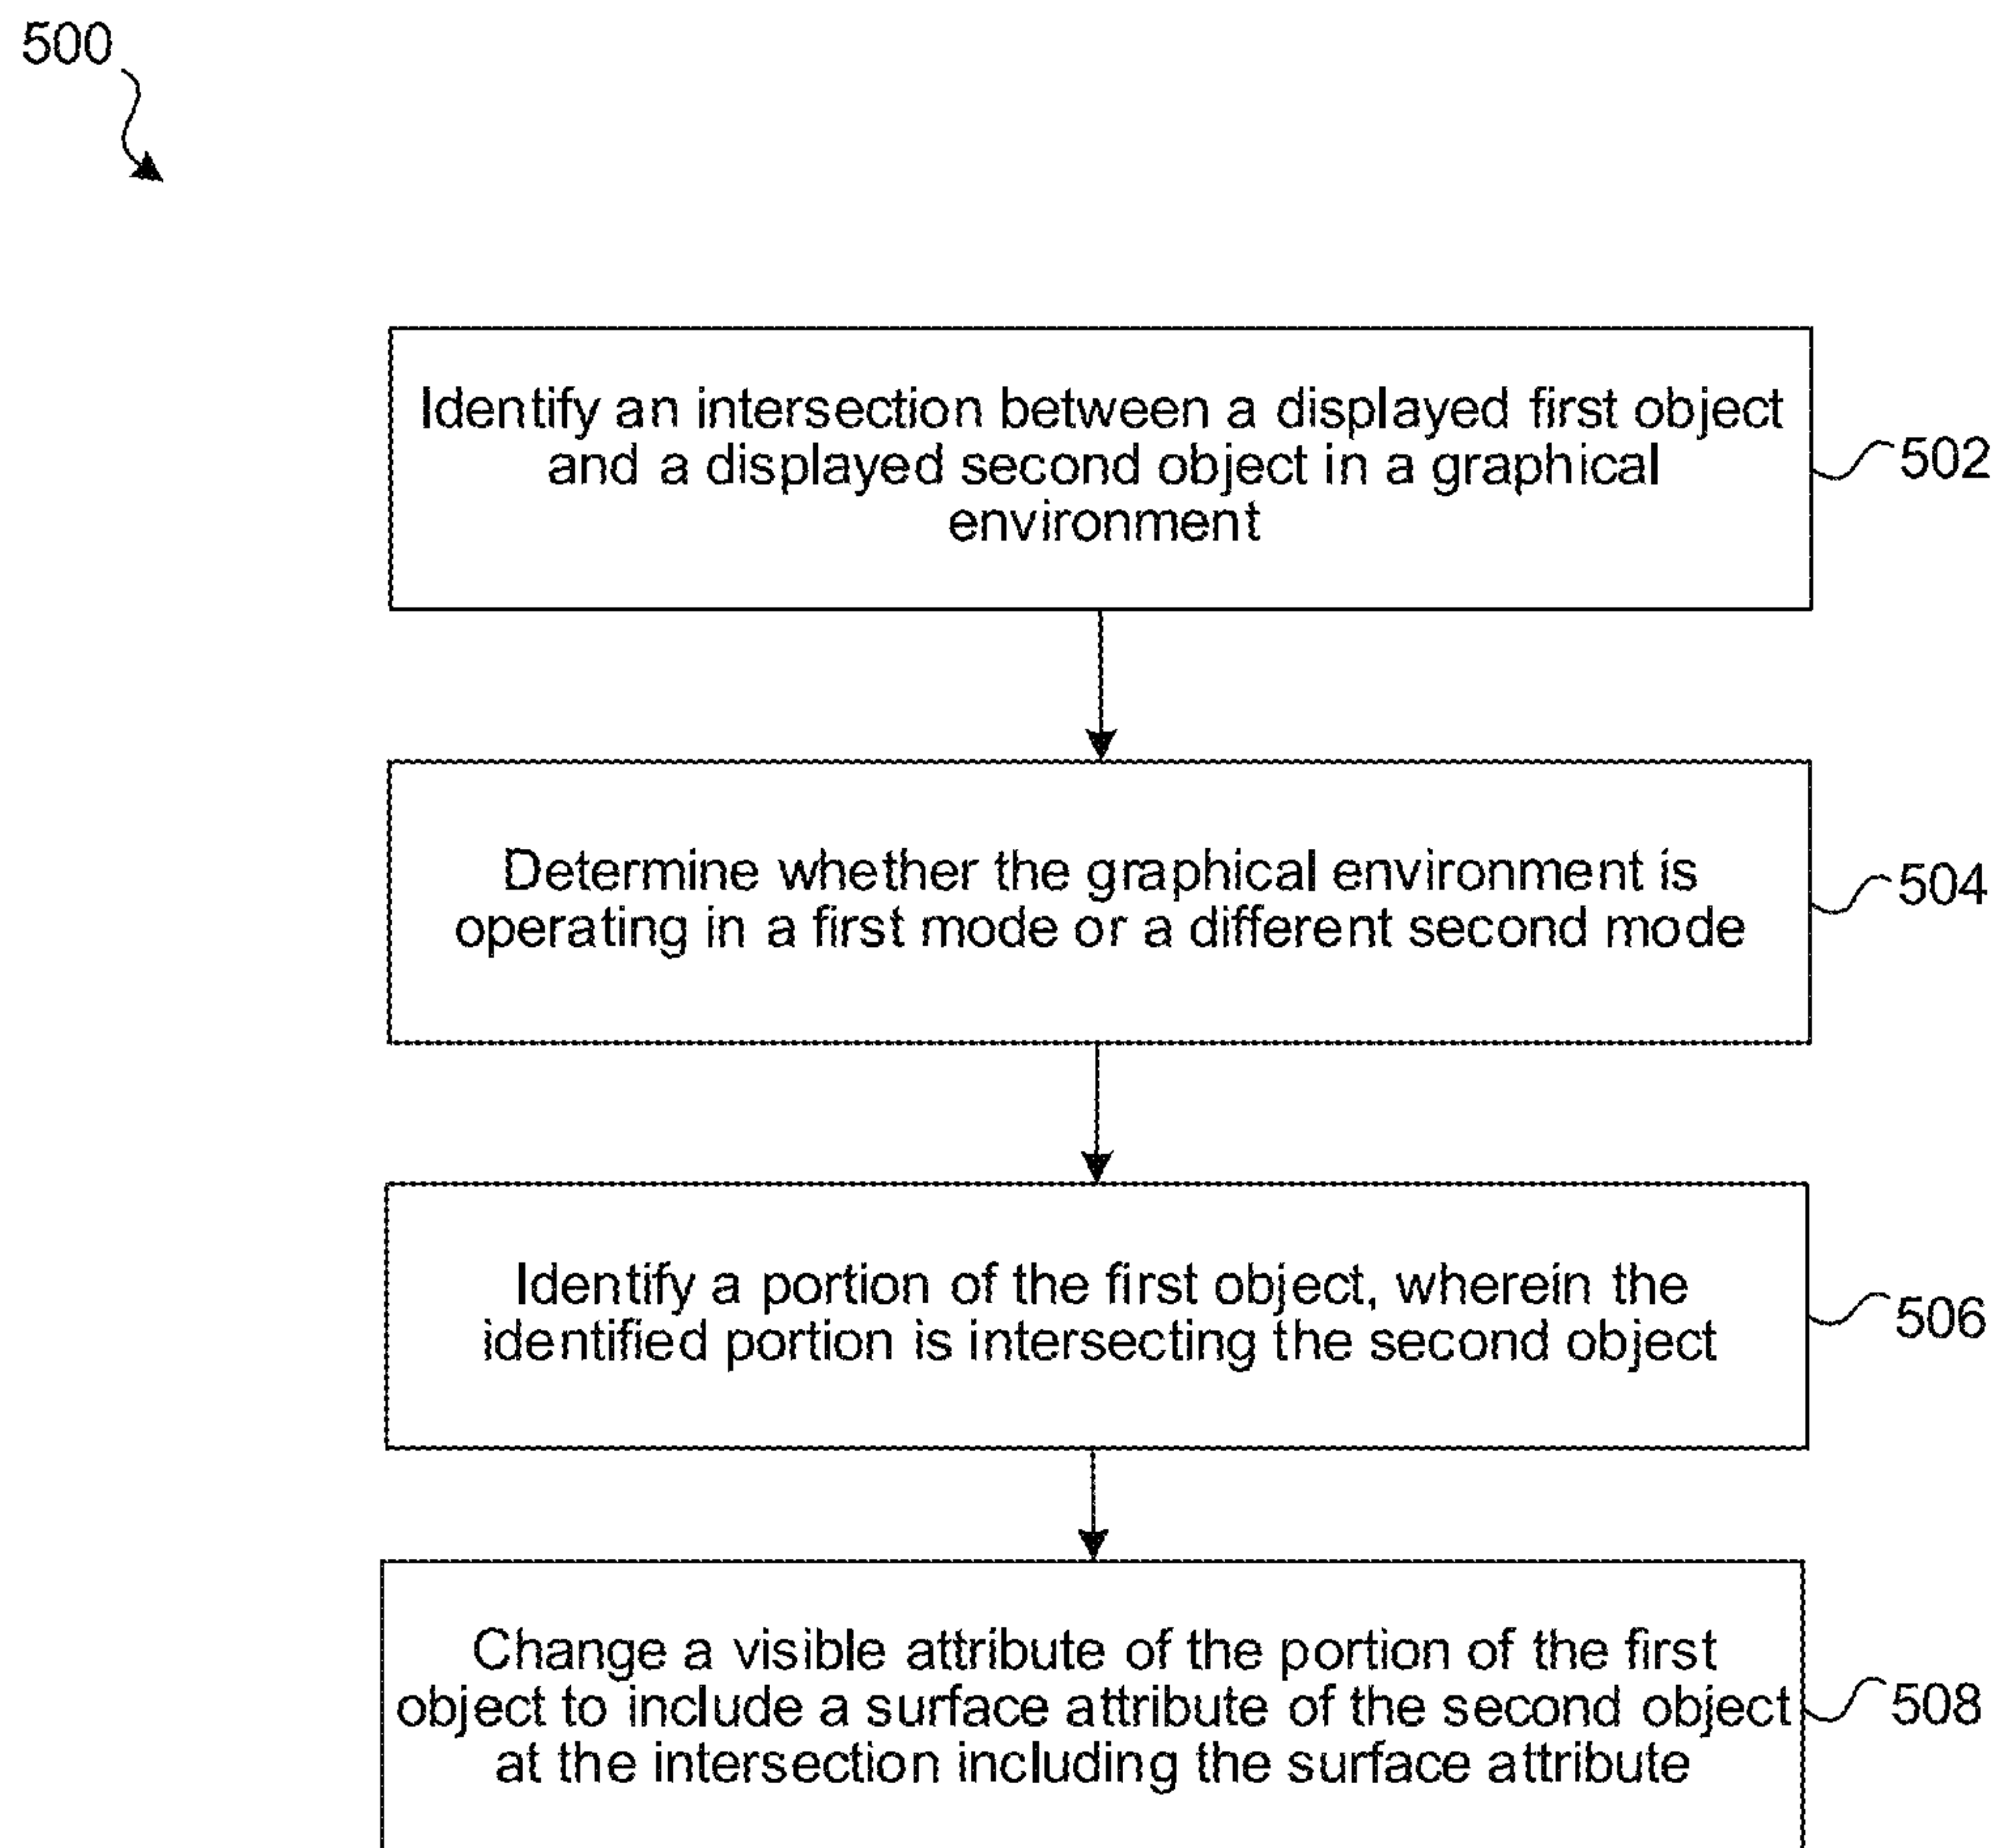 500
Identify an intersection between a displayed first object
and a displayed second object in a graphical
environment
502
Determine whether the graphical environment is
operating in a first mode or a different second mode
504
Identify a portion of the first object, wherein the
identified portion is intersecting the second object
506
Change a visible attribute of the portion of the first
object to include a surface attribute of the second object
at the intersection including the surface attribute
508